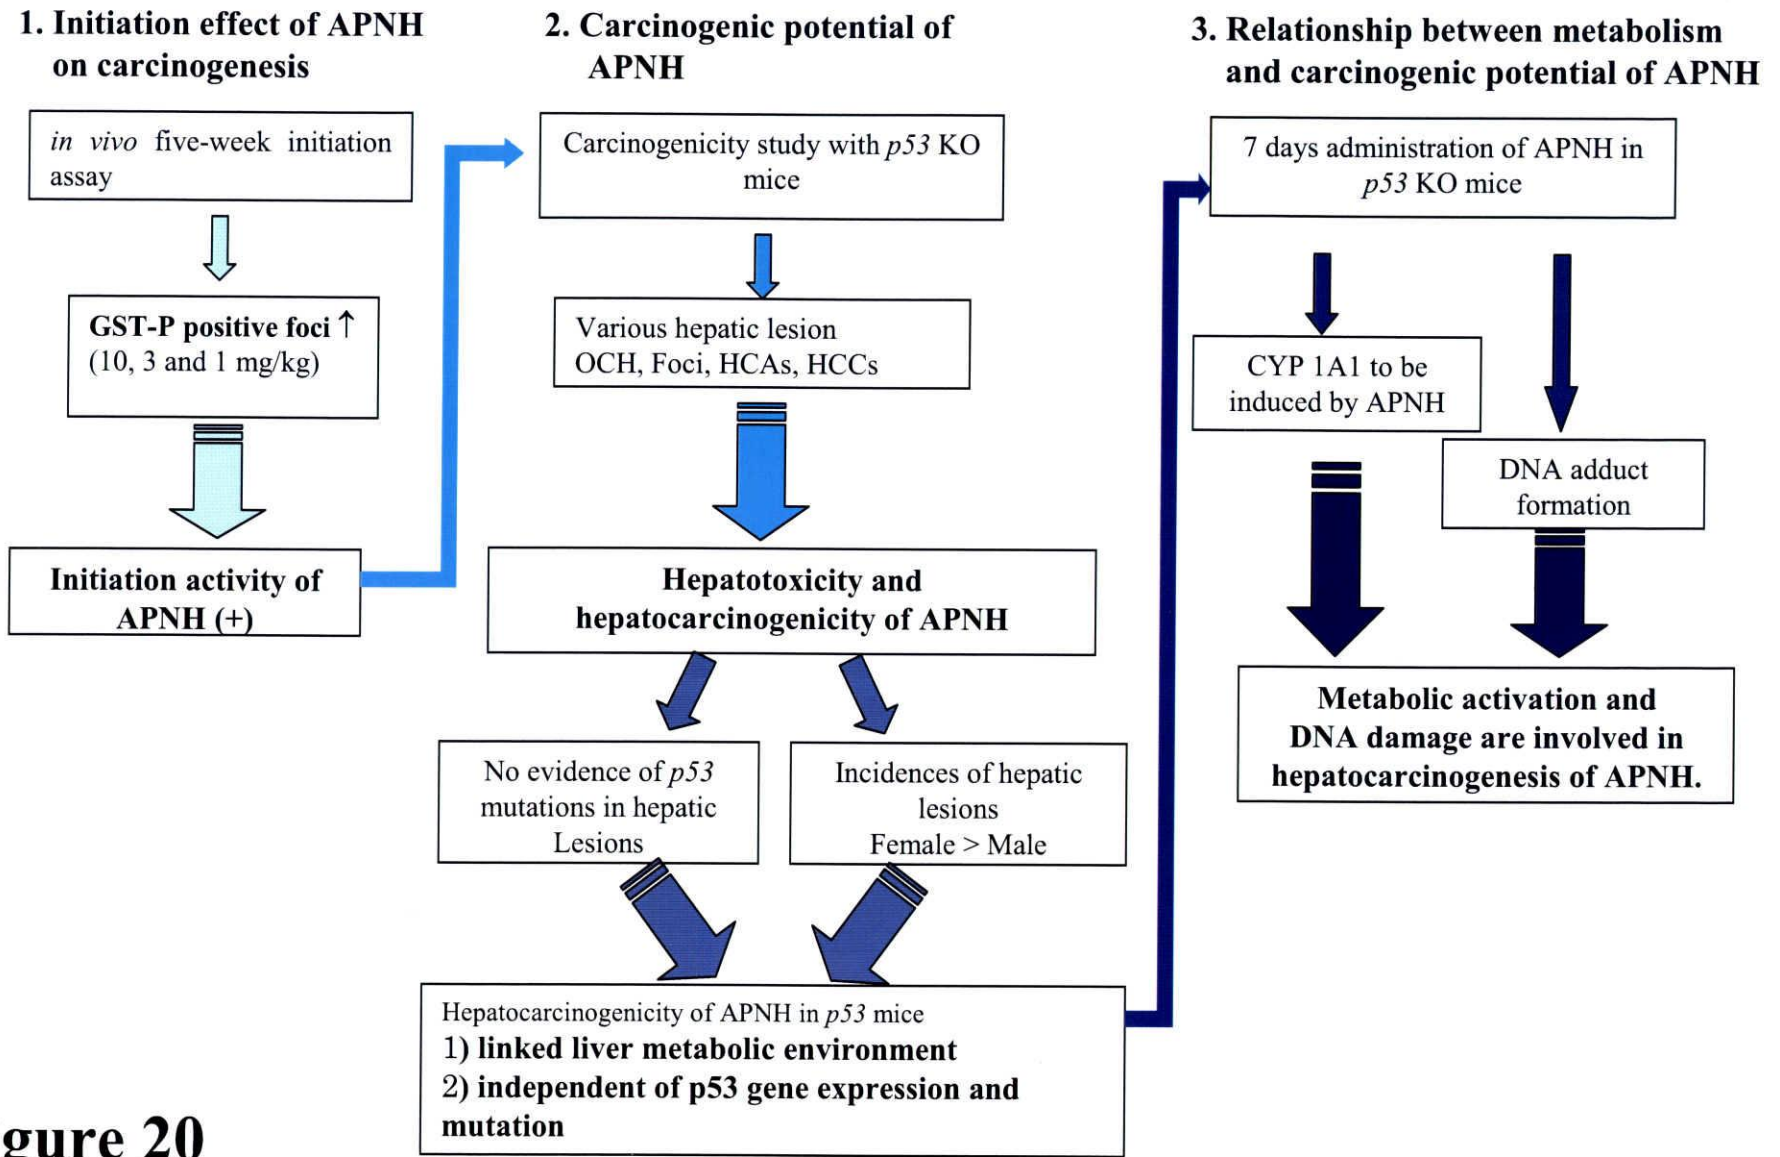 1. Initiation effect of APNH
on carcinogenesis
in vivo five-week initiation
assay
GST-P positive foci ↑
(10, 3 and 1 mg/kg)
Initiation activity of
APNH (+)
2. Carcinogenic potential of
APNH
Carcinogenicity study with p53 KO
mice
Various hepatic lesion
OCH, Foci, HCAs, HCCs
Hepatotoxicity and
hepatocarcinogenicity of APNH
No evidence of p53
mutations in hepatic
Lesions
Incidences of hepatic
lesions
Female > Male
Hepatocarcinogenicity of APNH in p53 mice
1) linked liver metabolic environment
2) independent of p53 gene expression and
mutation
3. Relationship between metabolism
and carcinogenic potential of APNH
7 days administration of APNH in
p53 KO mice
CYP 1A1 to be
induced by APNH
DNA adduct
formation
Metabolic activation and
DNA damage are involved in
hepatocarcinogenesis of APNH.
gure 20